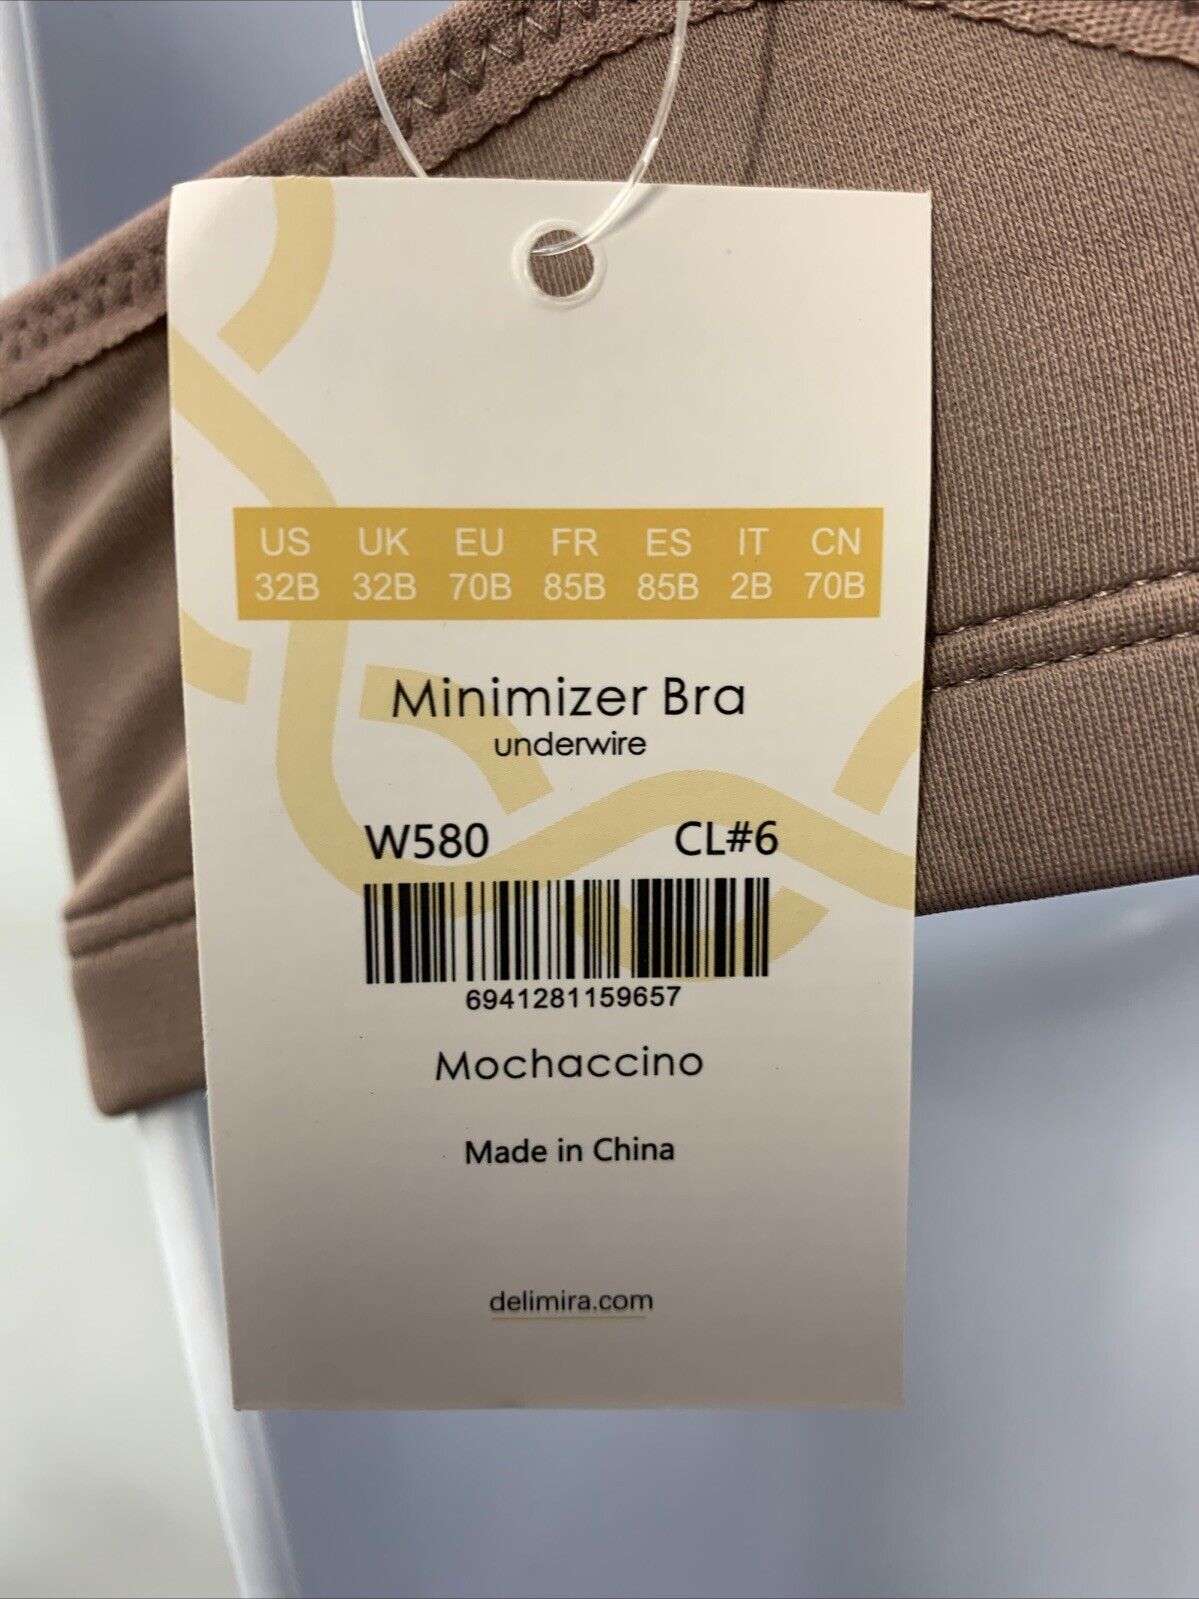 US UK EU FR ES IT CN
32B 32B 70B 85B 85B 2B 70B
Minimizer Bra
underwire
W580 CL#6
6941281159657
Mochaccino
Made in China
delimira.com